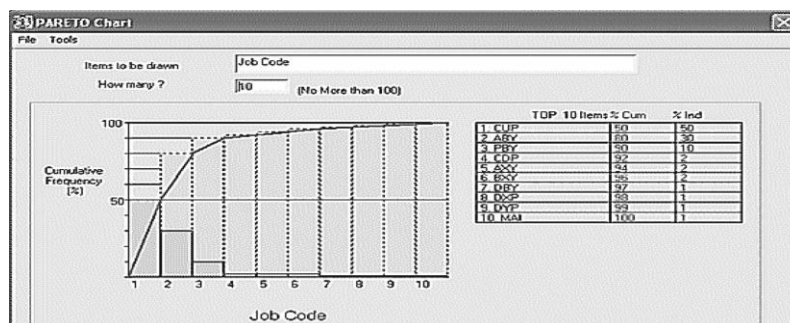 PARETO Chart
File Tools
Items to be drawn Job Code
How many ? 10 (No More than 100)
TOP 10 Items % Cum % Ind
1. CUP 50 50
2 ABY 80 30
3. PBY 90 10
4. CDP 92 2
5. AXY 94 2
6. BXY 96 2
7. DBY 97 1
8 DXP 98 1
9. DYP 99 1
10. MAI 100 1
100
Cumulative
Frequency
[%]
50
1 2 3 4 5 6 7 8 9 10
Job Code